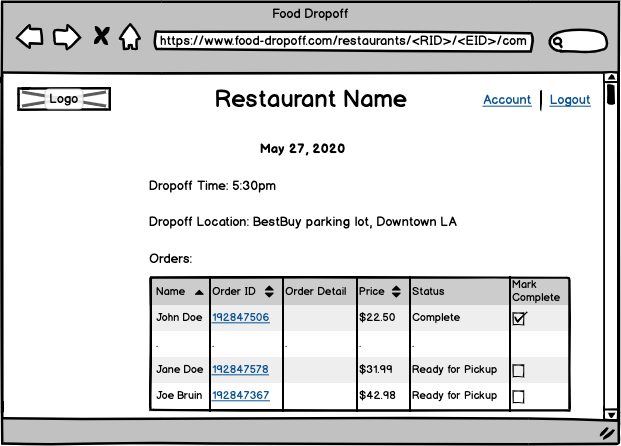 Food Dropoff
https://www.food-dropoff.com/restaurants/<RID>/<EID>/com
Logo
Restaurant Name
Account | Logout
May 27, 2020
Dropoff Time: 5:30pm
Dropoff Location: BestBuy parking lot, Downtown LA
Orders:
Name Order ID Order Detail Price Status Mark Complete
John Doe 192847506 $22.50 Complete
. . . . .
Jane Doe 192847578 $31.99 Ready for Pickup
Joe Bruin 192847367 $42.98 Ready for Pickup